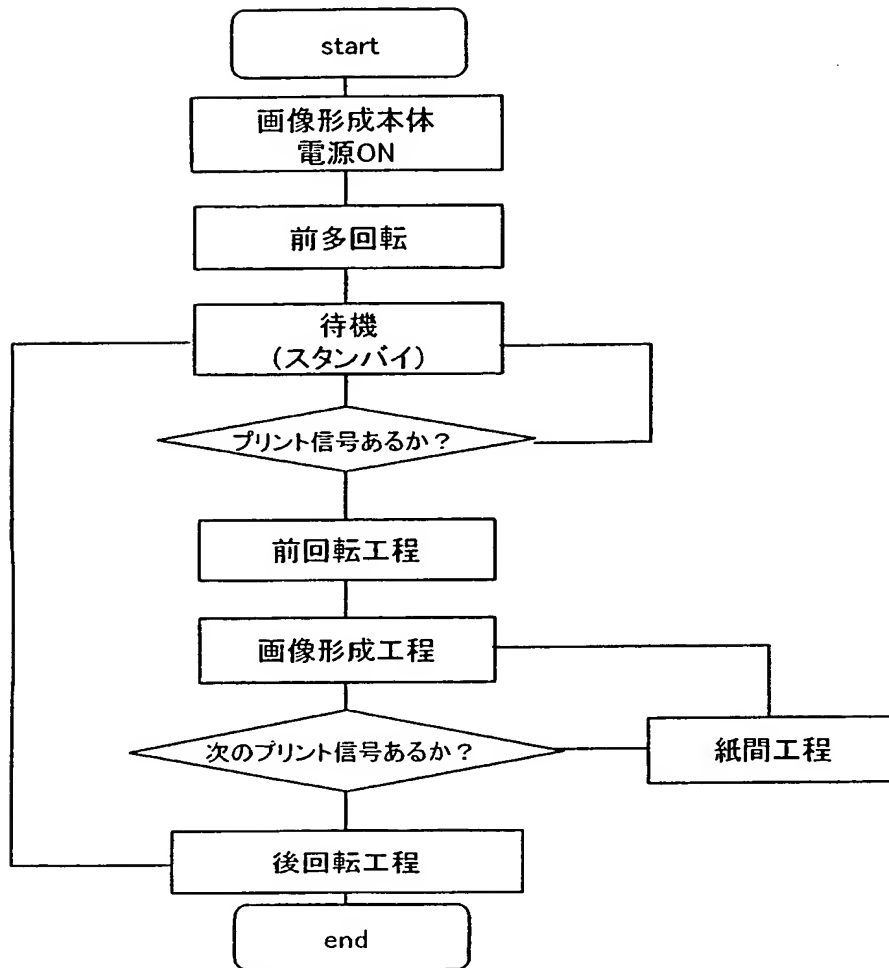 start
画像形成本体
電源ON
前多回転
待機
(スタンバイ)
プリント信号あるか？
前回転工程
画像形成工程
次のプリント信号あるか？
紙間工程
後回転工程
end